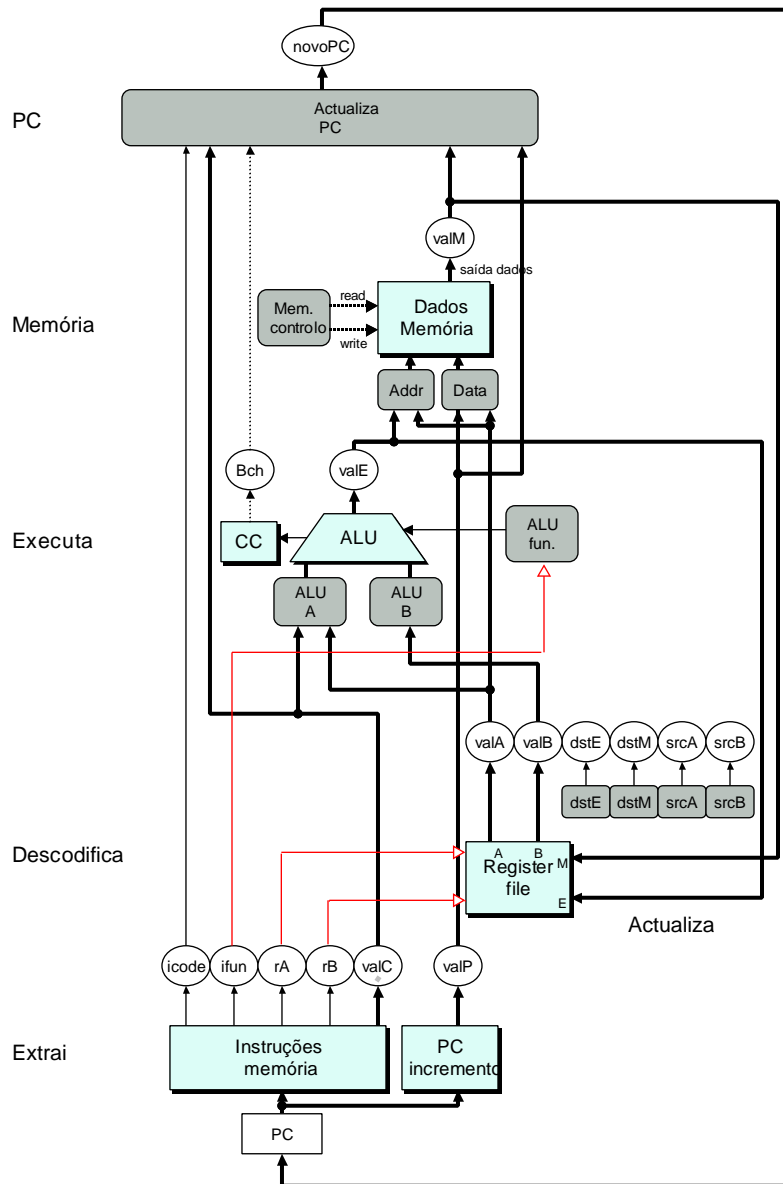 novoPC
Actualiza
PC
PC
valM
saída dados
read
Mem.
controlo
write
Dados
Memória
Memória
Addr
Data
Bch
valE
Executa
CC
ALU
ALU
fun.
ALU
A
ALU
B
valA
valB
dstE
dstM
srcA
srcB
dstE
dstM
srcA
srcB
Descodifica
A
B
Register
file
M
E
Actualiza
icode
ifun
rA
rB
valC
valP
Extrai
Instruções
memória
PC
incremento
PC